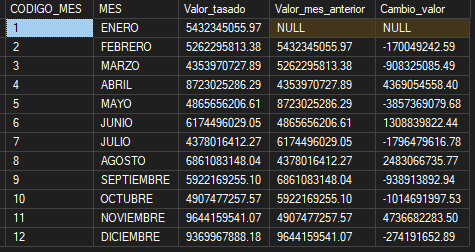 CODIGO_MES MES Valor_tasado Valor_mes_anterior Cambio_valor
1 ENERO 5432345055.97 NULL NULL
2 FEBRERO 5262295813.38 5432345055.97 -170049242.59
3 MARZO 4353970727.89 5262295813.38 -908325085.49
4 ABRIL 8723025286.29 4353970727.89 4369054558.40
5 MAYO 4865656206.61 8723025286.29 -3857369079.68
6 JUNIO 6174496029.05 4865656206.61 1308839822.44
7 JULIO 4378016412.27 6174496029.05 -1796479616.78
8 AGOSTO 6861083148.04 4378016412.27 2483066735.77
9 SEPTIEMBRE 5922169255.10 6861083148.04 -938913892.94
10 OCTUBRE 4907477257.57 5922169255.10 -1014691997.53
11 NOVIEMBRE 9644159541.07 4907477257.57 4736682283.50
12 DICIEMBRE 9369967888.18 9644159541.07 -274191652.89